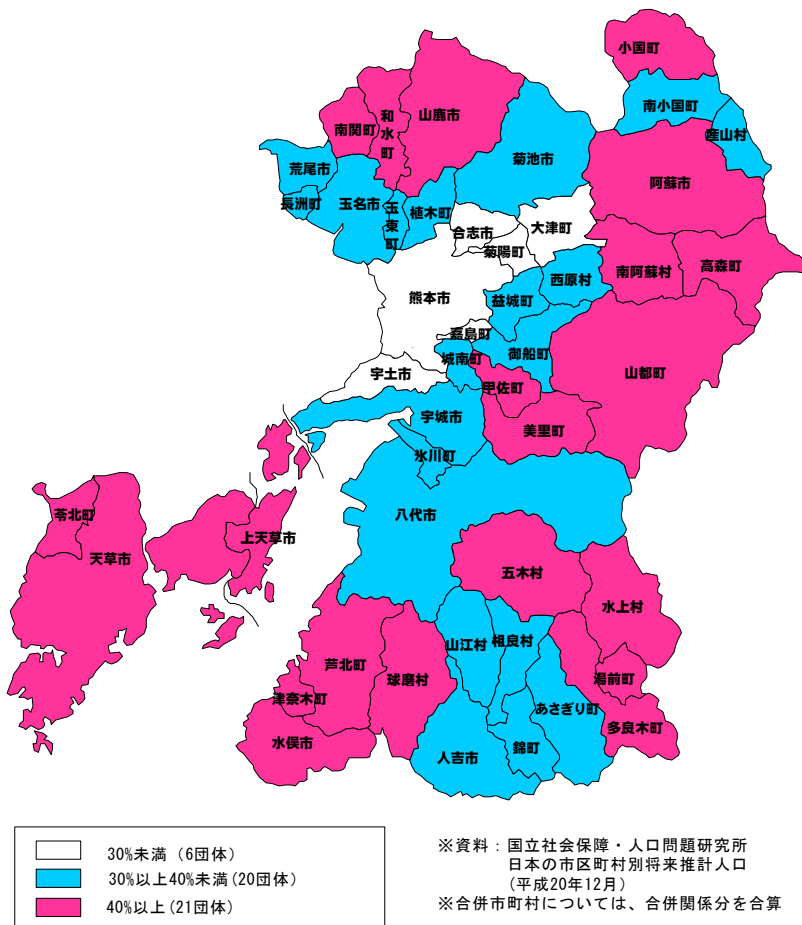 小国町
南小国町
産山村
山鹿市
和水町
南関町
菊池市
荒尾市
阿蘇市
長洲町
玉名市
玉東町
植木町
大津町
合志市
菊陽町
南阿蘇村
高森町
西原村
熊本市
益城町
嘉島町
城南町
御船町
山都町
宇土市
甲佐町
宇城市
美里町
氷川町
八代市
苓北町
天草市
上天草市
五木村
水上村
山江村
相良村
芦北町
球磨村
湯前町
津奈木町
あさぎり町
多良木町
水俣市
人吉市
錦町
30%未満 (6団体)
30%以上40%未満(20団体)
40%以上(21団体)
※資料：国立社会保障・人口問題研究所
日本の市区町村別将来推計人口
(平成20年12月)
※合併市町村については、合併関係分を合算